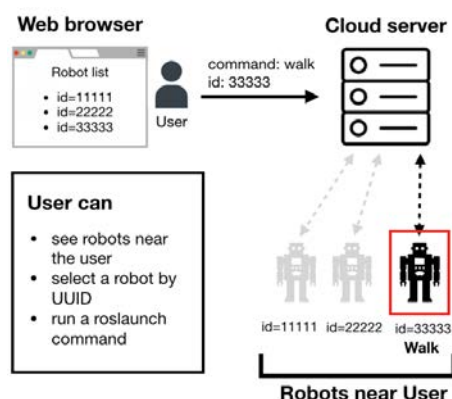 Web browser
Robot list
• id=11111
• id=22222
• id=33333
User
command: walk
id: 33333
Cloud server
User can
• see robots near
the user
• select a robot by
UUID
• run a roslaunch
command
id=11111 id=22222 id=33333
Walk
Robots near User